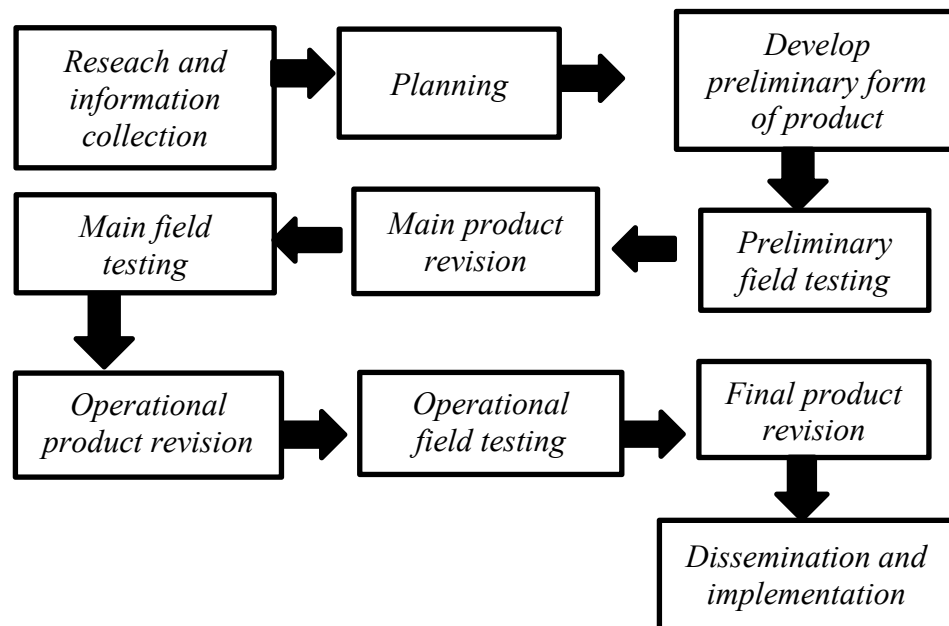 Reseach and
information
collection
Planning
Develop
preliminary form
of product
Preliminary
field testing
Main product
revision
Main field
testing
Operational
product revision
Operational
field testing
Final product
revision
Dissemination and
implementation